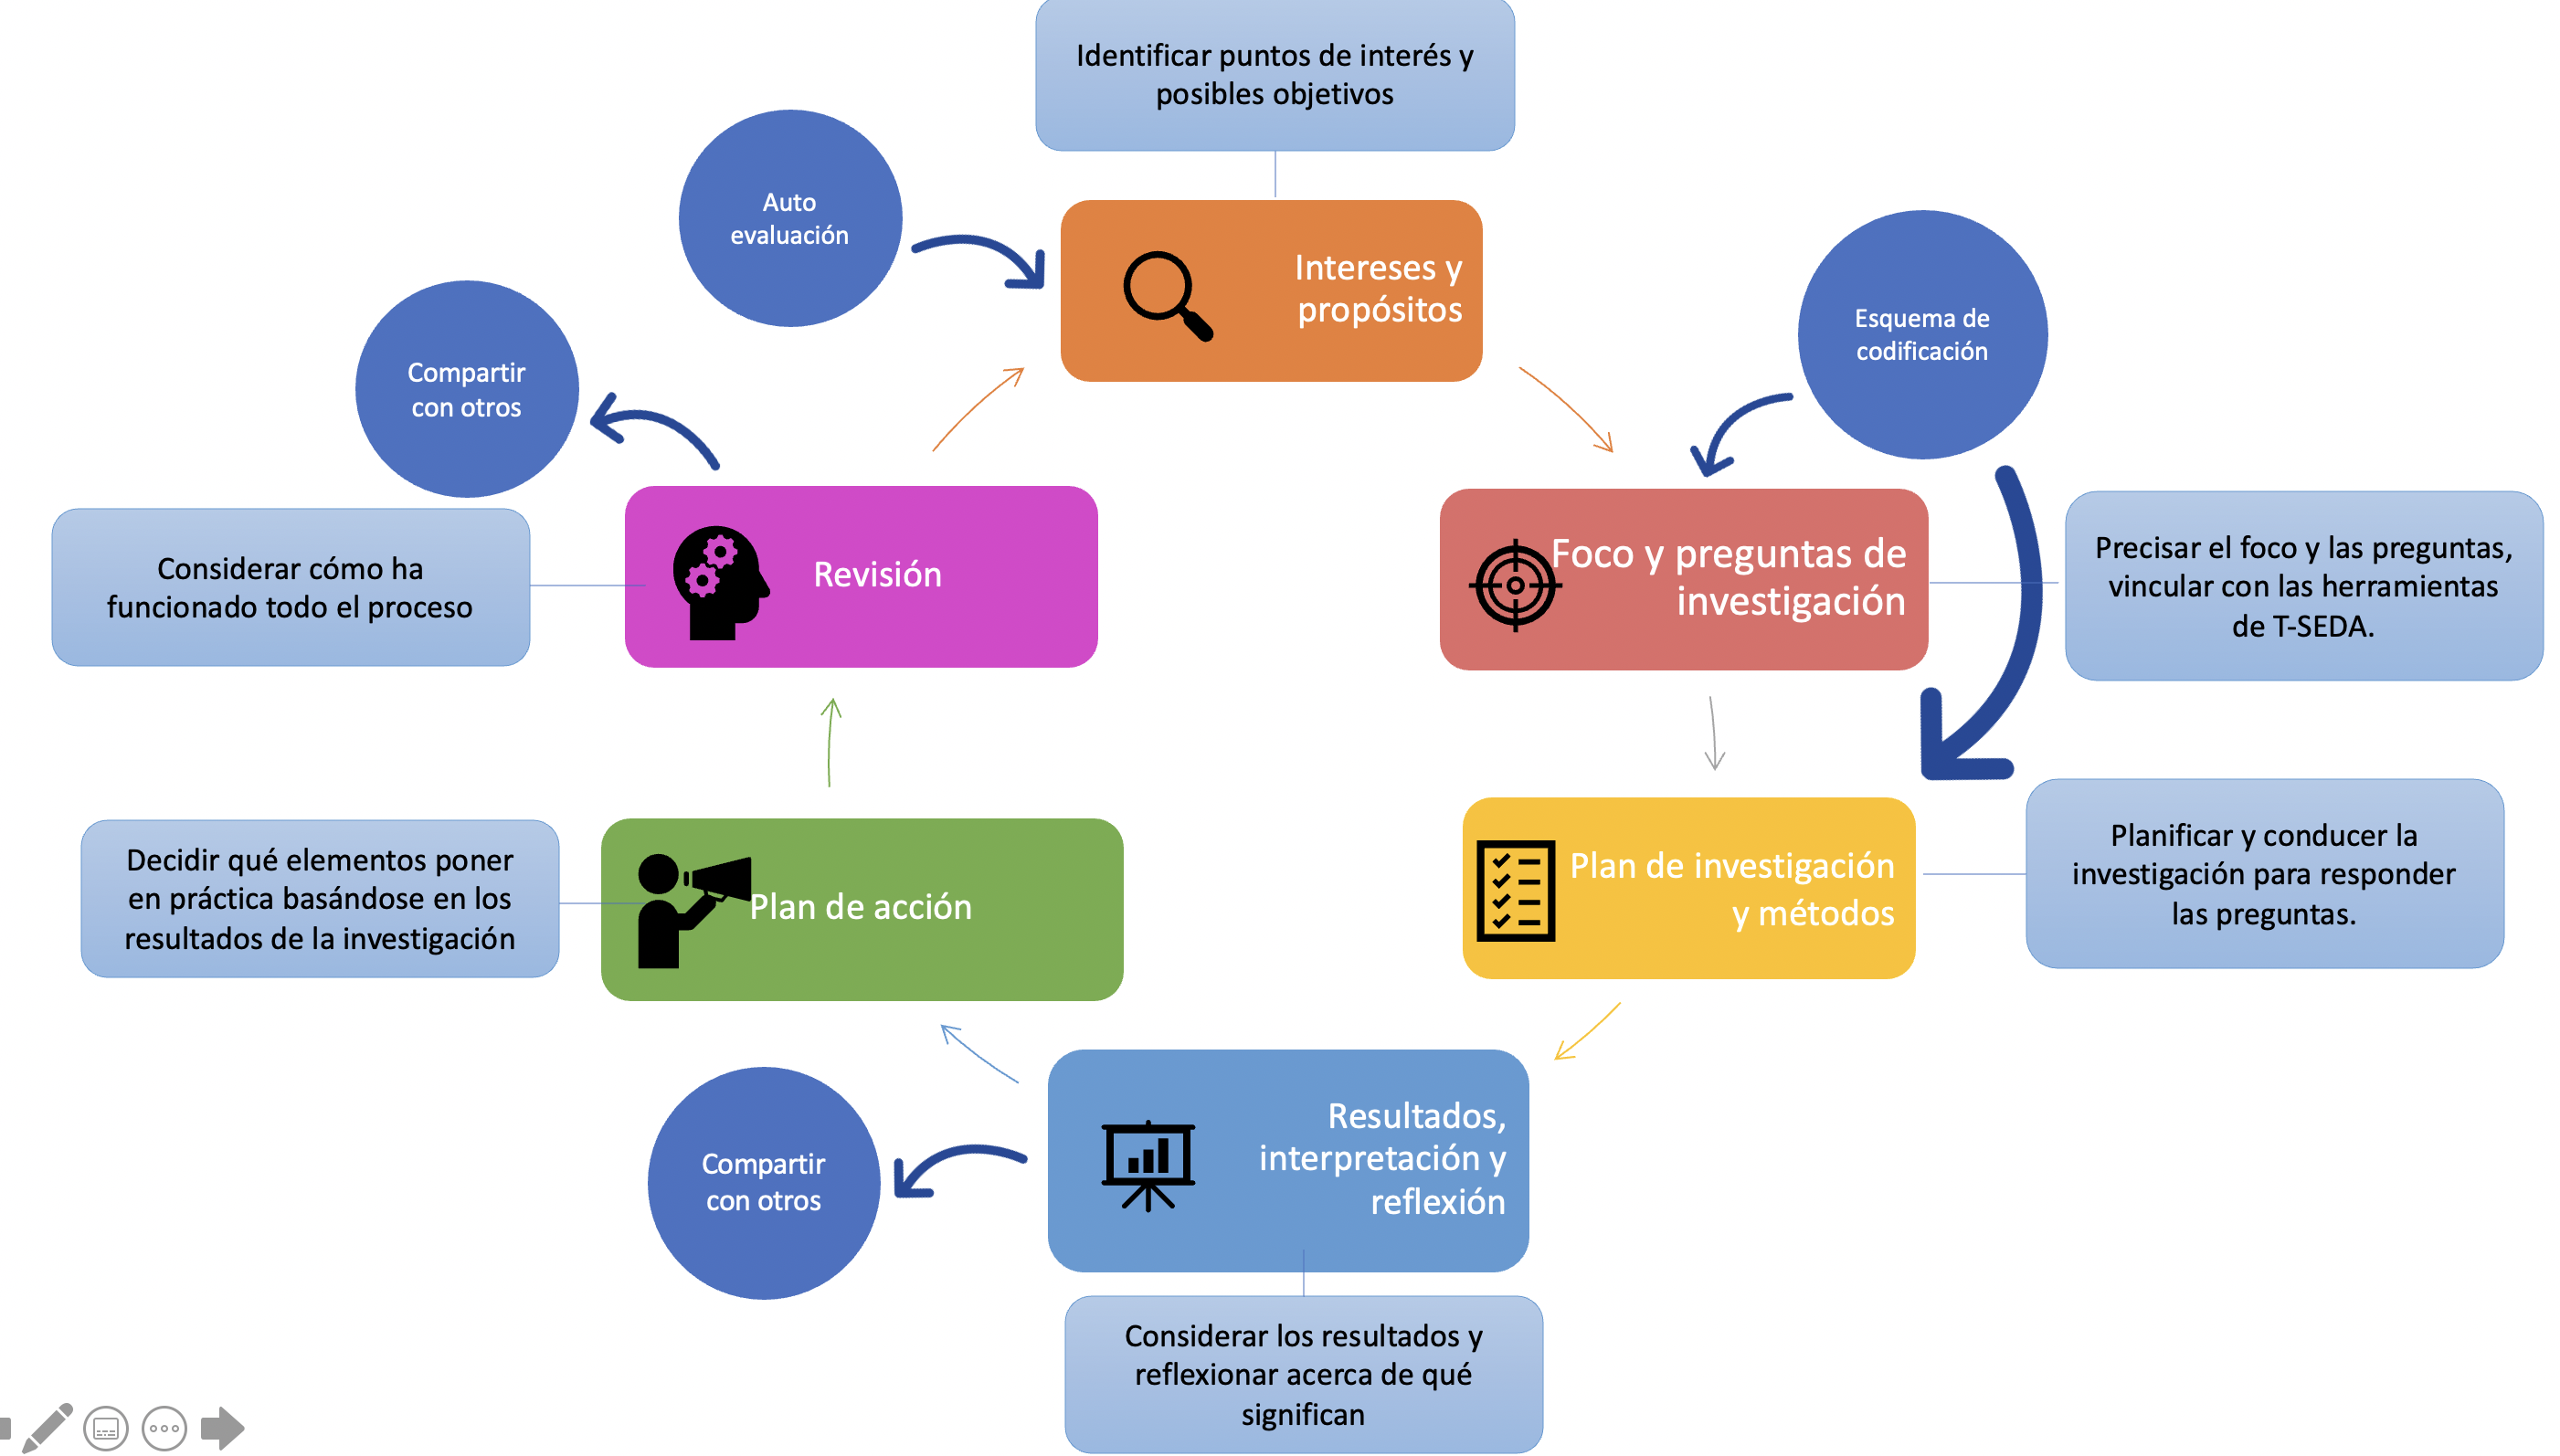 Identificar puntos de interés y
posibles objetivos
Auto
evaluación
Intereses y
propósitos
Esquema de
codificación
Compartir
con otros
Revisión
Considerar cómo ha
funcionado todo el proceso
Foco y preguntas de
investigación
Precisar el foco y las preguntas,
vincular con las herramientas
de T-SEDA.
Plan de investigación
y métodos
Planificar y conducer la
investigación para responder
las preguntas.
Decidir qué elementos poner
en práctica basándose en los
resultados de la investigación
Plan de acción
Resultados,
interpretación y
reflexión
Compartir
con otros
Considerar los resultados y
reflexionar acerca de qué
significan